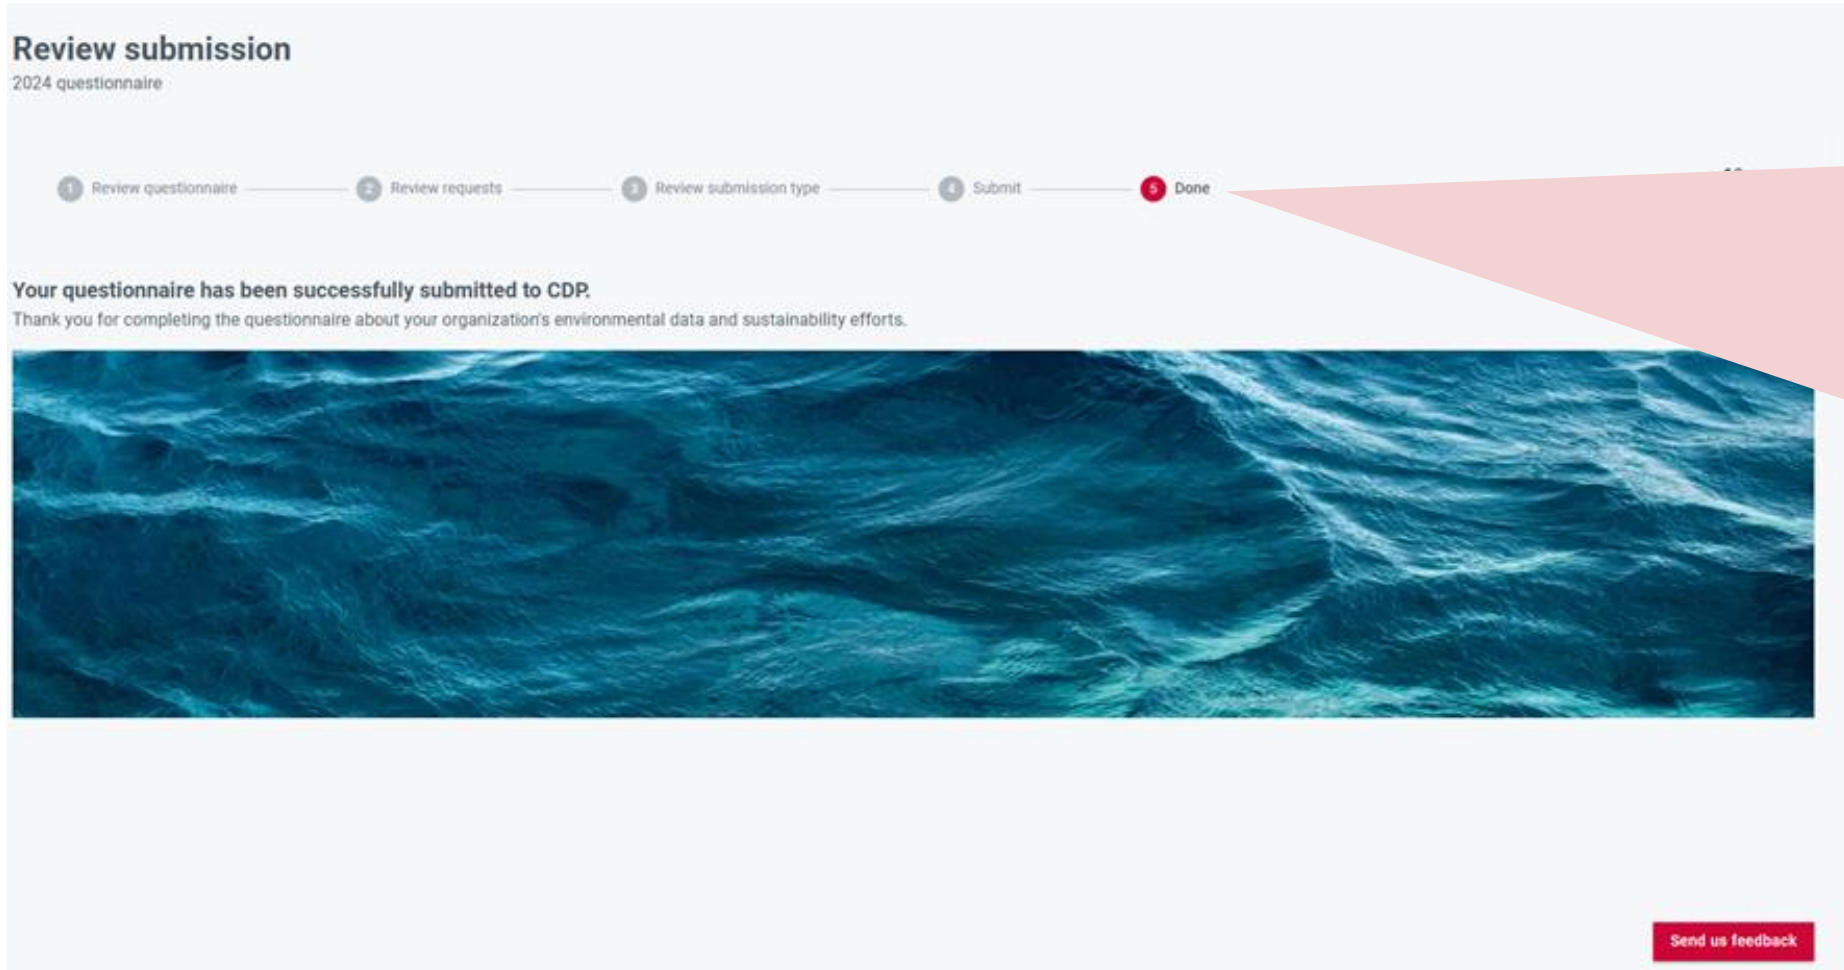 Review submission
2024 questionnaire
1 Review questionnaire 2 Review requests 3 Review submission type 4 Submit 5 Done
Your questionnaire has been successfully submitted to CDP.
Thank you for completing the questionnaire about your organization's environmental data and sustainability efforts.
Send us feedback